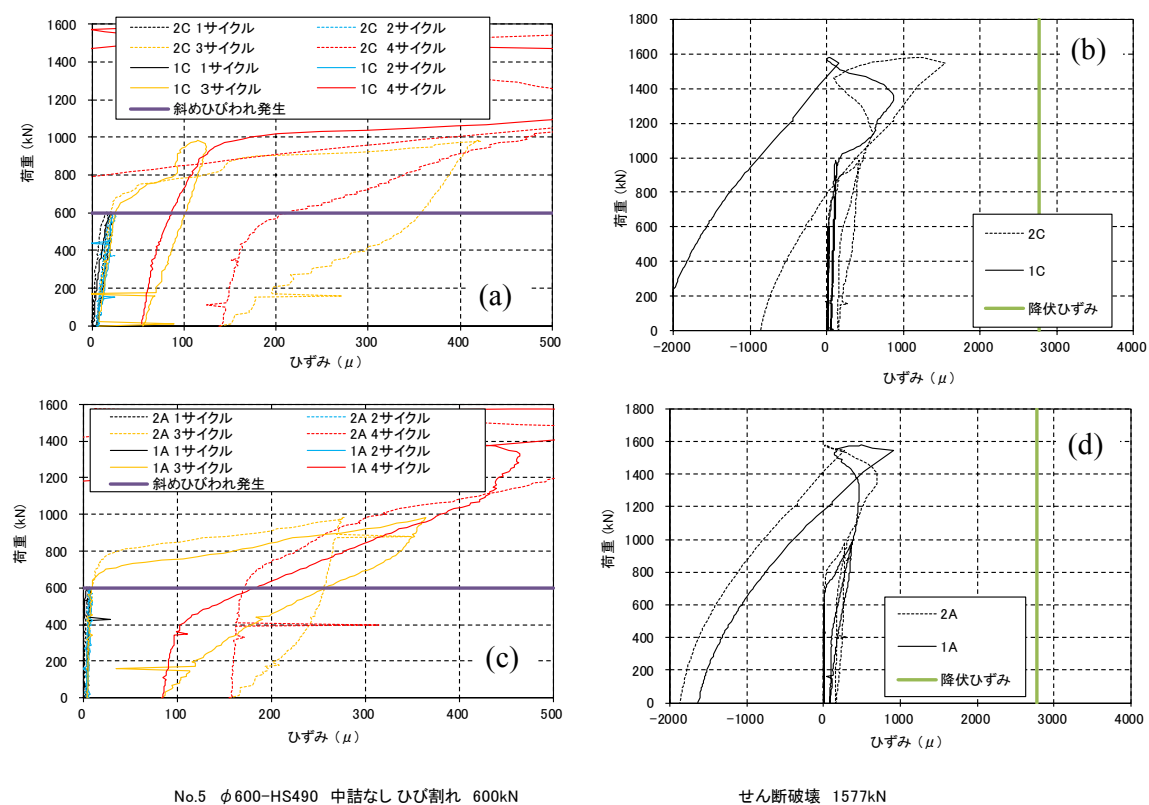 1600
1400
1200
1000
800
600
400
200
0
荷重 (kN)
2C 1サイクル
2C 2サイクル
2C 3サイクル
2C 4サイクル
1C 1サイクル
1C 2サイクル
1C 3サイクル
1C 4サイクル
斜めひびわれ発生
(a)
0 100 200 300 400 500
ひずみ (μ)
1800
1600
1400
1200
1000
800
600
400
200
0
荷重 (kN)
(b)
2C
1C
降伏ひずみ
-2000 -1000 0 1000 2000 3000 4000
ひずみ (μ)
1600
1400
1200
1000
800
600
400
200
0
荷重 (kN)
2A 1サイクル
2A 2サイクル
2A 3サイクル
2A 4サイクル
1A 1サイクル
1A 2サイクル
1A 3サイクル
1A 4サイクル
斜めひびわれ発生
(c)
0 100 200 300 400 500
ひずみ (μ)
1800
1600
1400
1200
1000
800
600
400
200
0
荷重 (kN)
(d)
2A
1A
降伏ひずみ
-2000 -1000 0 1000 2000 3000 4000
ひずみ (μ)
No.5 φ600-HS490 中詰なし ひび割れ 600kN
せん断破壊 1577kN